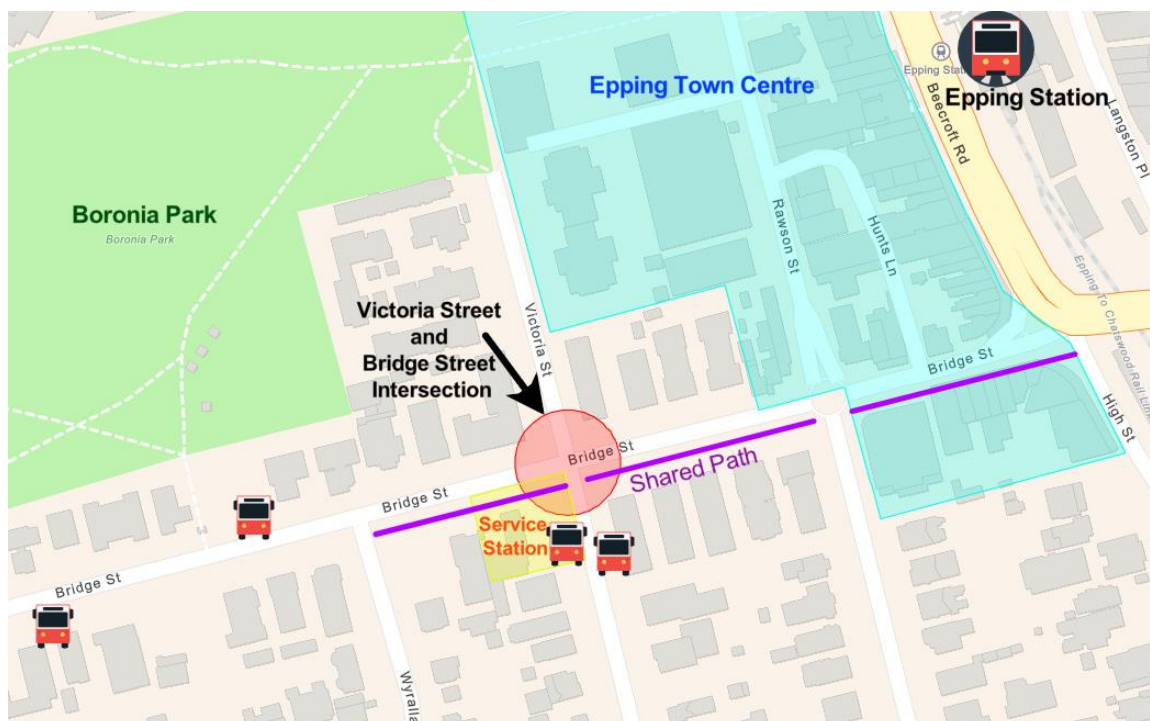 Epping Town Centre
Epping Stati
Epping Station
Beecroft Rd
Langston Pl
Boronia Park
Boronia Park
Rawson St
Hunts Ln
Epping To Chatswood Rail Link
Victoria Street
and
Bridge Street
Intersection
Victoria St
Bridge St
High St
Bridge St
Shared Path
Bridge St
Service
Station
Bridge St
Wyralla